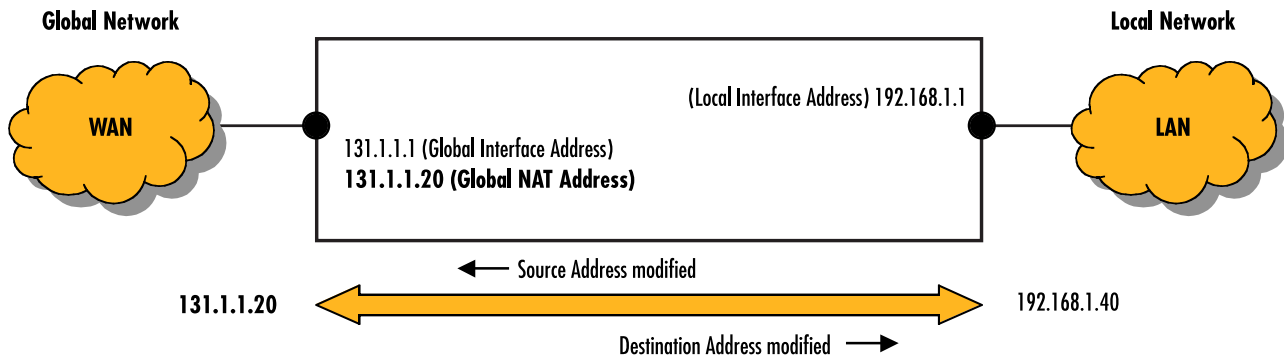 Global Network
Local Network
WAN
(Local Interface Address) 192.168.1.1
LAN
131.1.1.1 (Global Interface Address)
131.1.1.20 (Global NAT Address)
Source Address modified
131.1.1.20
192.168.1.40
Destination Address modified